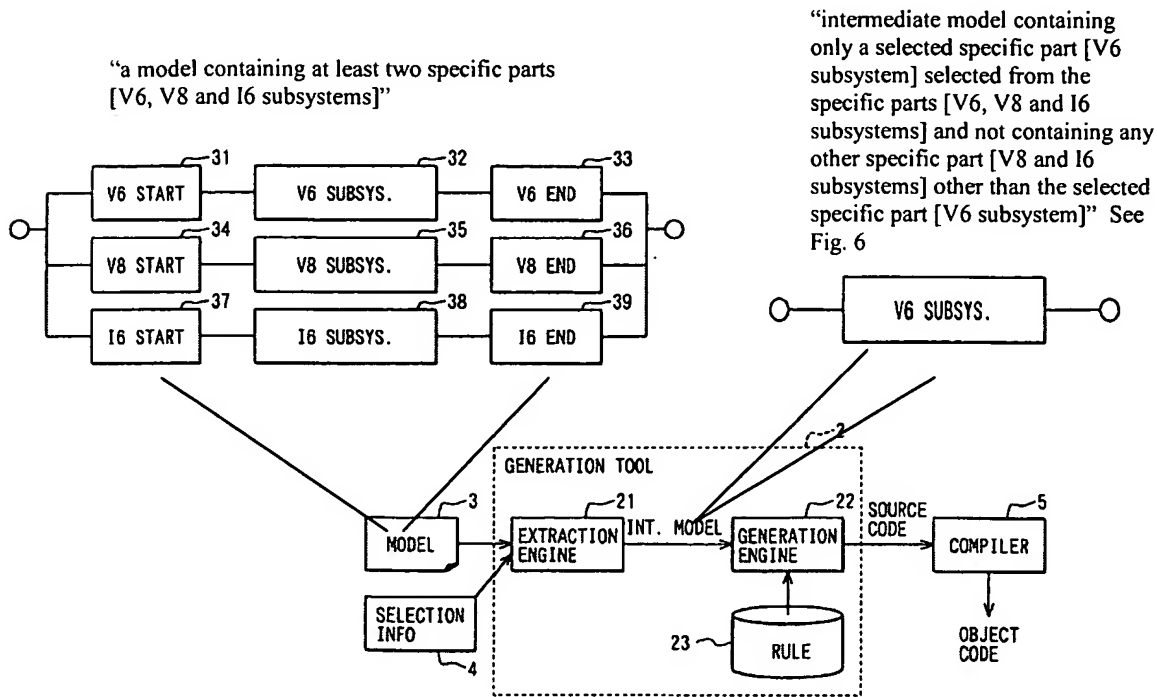 “a model containing at least two specific parts
[V6, V8 and I6 subsystems]”
“intermediate model containing
only a selected specific part [V6
subsystem] selected from the
specific parts [V6, V8 and I6
subsystems] and not containing any
other specific part [V8 and I6
subsystems] other than the selected
specific part [V6 subsystem]” See
Fig. 6
31
32
33
V6 START
V6 SUBSYS.
V6 END
34
35
36
V8 START
V8 SUBSYS.
V8 END
37
38
39
I6 START
I6 SUBSYS.
I6 END
V6 SUBSYS.
2
GENERATION TOOL
3
MODEL
21
EXTRACTION
ENGINE
INT. MODEL
22
GENERATION
ENGINE
SOURCE
CODE
5
COMPILER
SELECTION
INFO
4
23
RULE
OBJECT
CODE